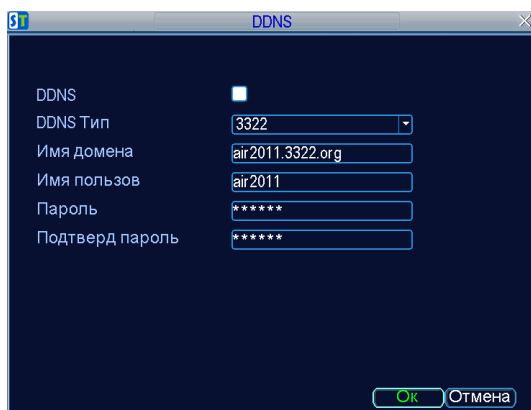 ST DDNS
DDNS
DDNS Тип 3322
Имя домена air2011.3322.org
Имя пользов air2011
Пароль ******
Подтверд пароль ******
Ок Отмена